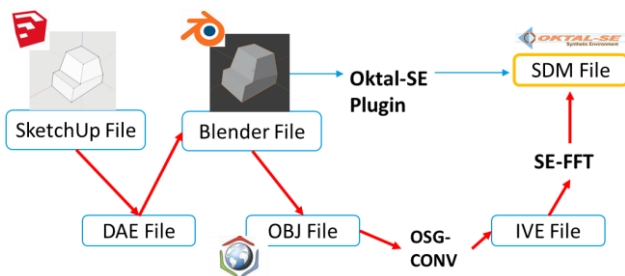 OKTAL-SE
Synthetic Environment
Oktal-SE
Plugin
SDM File
SketchUp File
Blender File
SE-FFT
DAE File
OBJ File
OSG-
CONV
IVE File